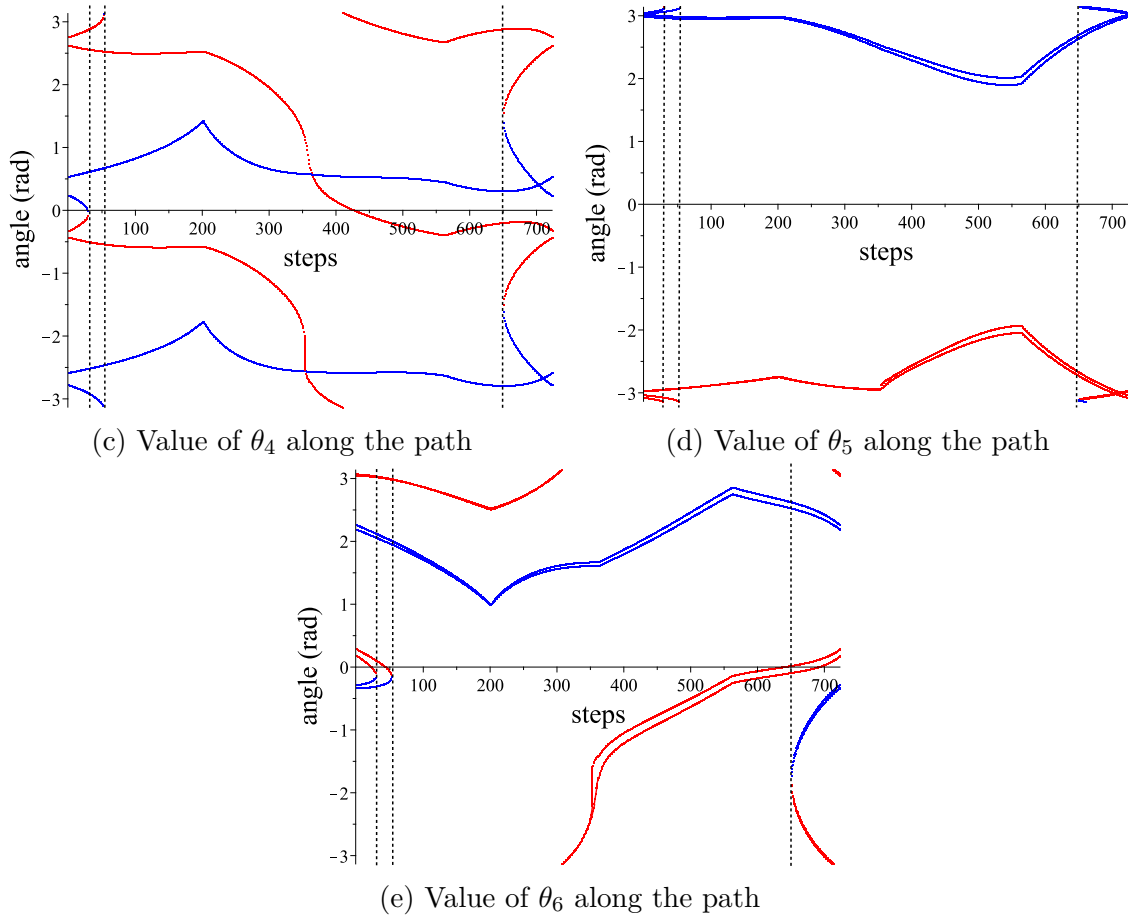 angle (rad)
3
2
1
0
−1
−2
−3
100 200 300 400 500 600 700
steps
(c) Value of θ₄ along the path
angle (rad)
3
2
1
0
−1
−2
−3
100 200 300 400 500 600 700
steps
(d) Value of θ₅ along the path
angle (rad)
3
2
1
0
−1
−2
−3
100 200 300 400 500 600 700
steps
(e) Value of θ₆ along the path